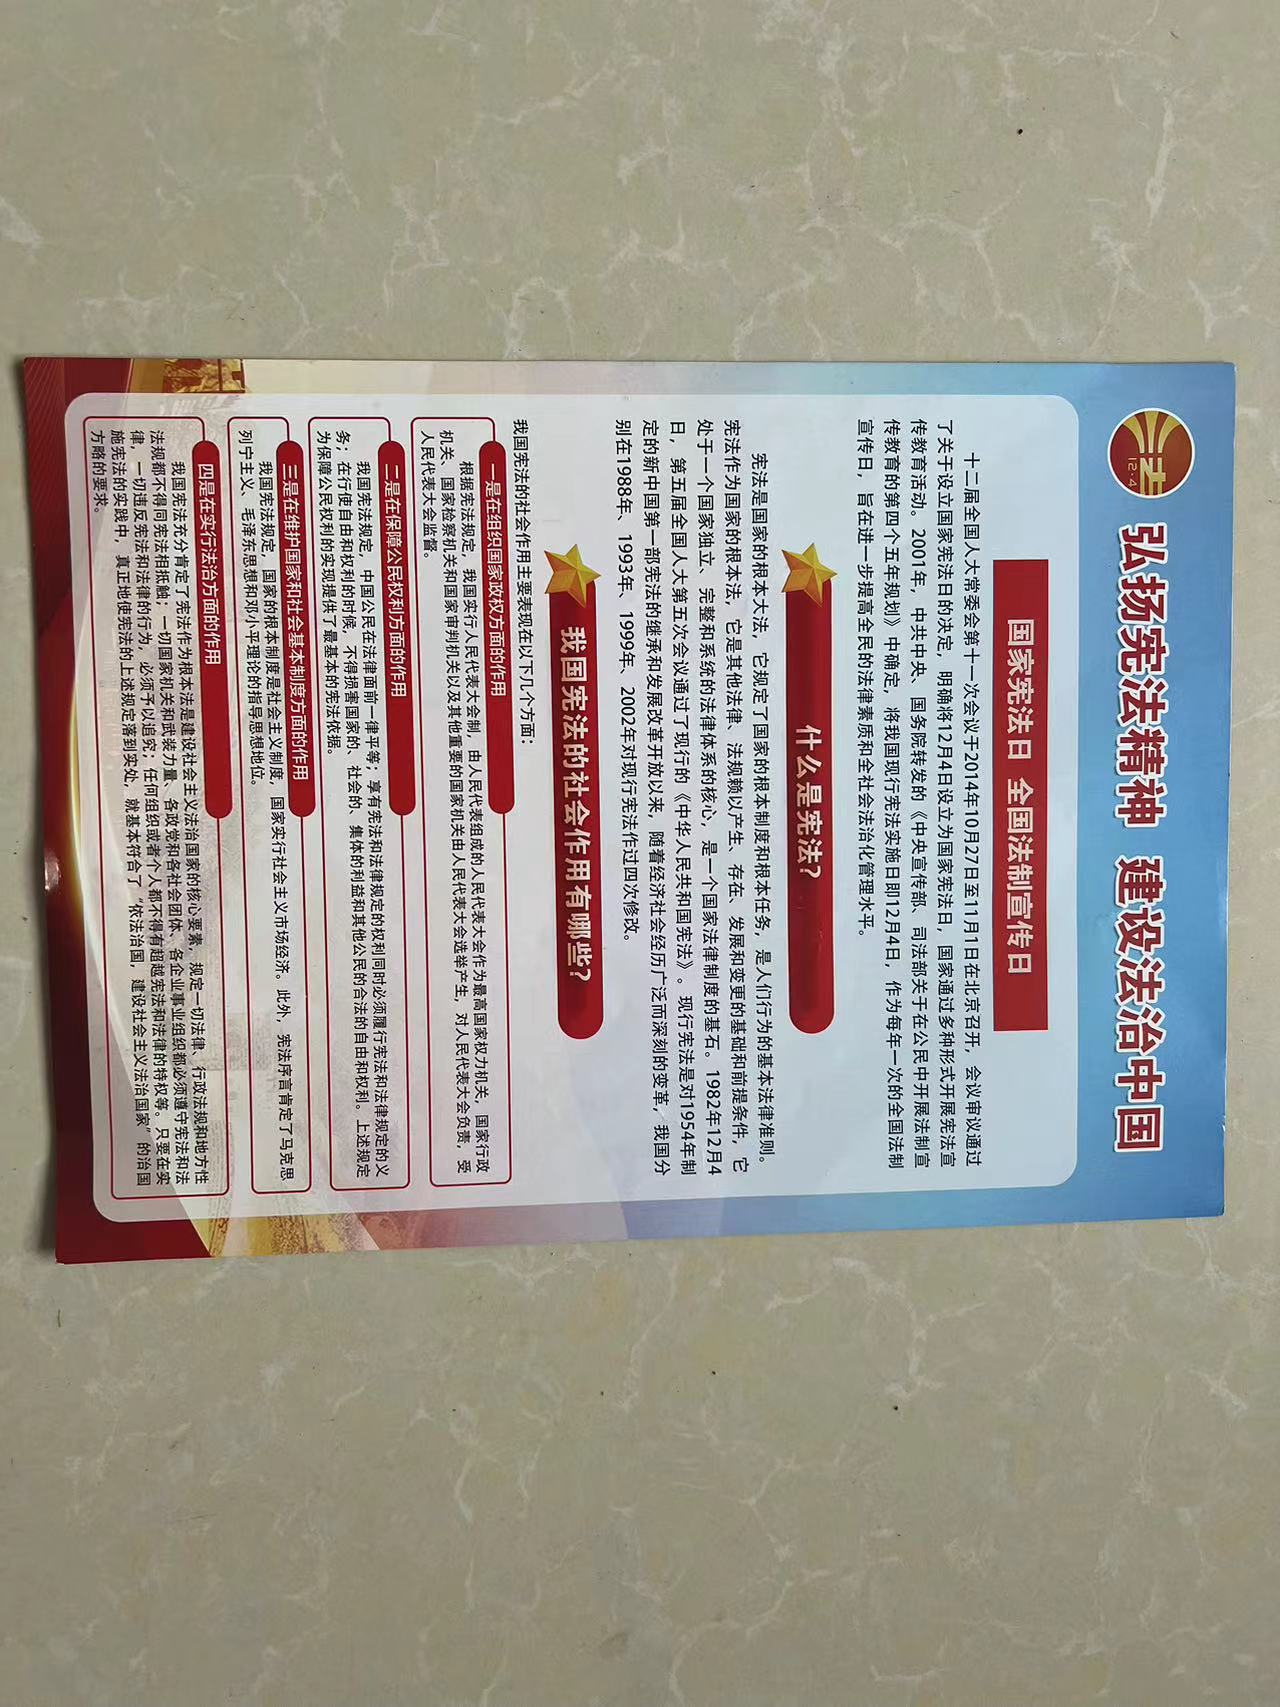 法
12·4
弘扬宪法精神 建设法治中国
国家宪法日 全国法制宣传日
十二届全国人大常委会第十一次会议于2014年10月27日至11月1日在北京召开，会议审议通过
了关于设立国家宪法日的决定，明确将12月4日设立为国家宪法日，国家通过多种形式开展宪法宣
传教育活动。2001年，中共中央、国务院转发的《中央宣传部、司法部关于在公民中开展法制宣
传教育的第四个五年规划》中确定，将我国现行宪法实施日即12月4日，作为每年一次的全国法制
宣传日，旨在进一步提高全民的法律素质和全社会法治化管理水平。
什么是宪法？
宪法是国家的根本大法，它规定了国家的根本制度和根本任务，是人们行为的基本法律准则。
宪法作为国家的根本法，它是其他法律、法规赖以产生、存在、发展和变更的基础和前提条件，它
处于一个国家独立、完整和系统的法律体系的核心，是一个国家法律制度的基石。1982年12月4
日，第五届全国人大第五次会议通过了现行的《中华人民共和国宪法》。现行宪法是对1954年制
定的新中国第一部宪法的继承和发展改革开放以来，随着经济社会经历广泛而深刻的变革，我国分
别在1988年、1993年、1999年、2002年对现行宪法作过四次修改。
我国宪法的社会作用有哪些？
我国宪法的社会作用主要表现在以下几个方面：
一是在组织国家政权方面的作用
根据宪法规定，我国实行人民代表大会制，由人民代表组成的人民代表大会作为最高国家权力机关，国家行政
机关、国家检察机关和国家审判机关以及其他重要的国家机关由人民代表大会选举产生，对人民代表大会负责，受
人民代表大会监督。
二是在保障公民权利方面的作用
我国宪法规定，中国公民在法律面前一律平等；享有宪法和法律规定的权利同时必须履行宪法和法律规定的义
务；在行使自由和权利的时候，不得损害国家的、社会的、集体的利益和其他公民的合法的自由和权利。上述规定
为保障公民权利的实现提供了最基本的宪法依据。
三是在维护国家和社会基本制度方面的作用
我国宪法规定，国家的根本制度是社会主义制度，国家实行社会主义市场经济。此外，宪法序言肯定了马克思
列宁主义、毛泽东思想和邓小平理论的指导思想地位。
四是在实行法治方面的作用
我国宪法充分肯定了宪法作为根本法是建设社会主义法治国家的核心要素，规定一切法律、行政法规和地方性
法规都不得同宪法相抵触；一切国家机关和武装力量、各政党和各社会团体、各企业事业组织都必须遵守宪法和法
律，一切违反宪法和法律的行为，必须予以追究；任何组织或者个人都不得有超越宪法和法律的特权等。只要在实
施宪法的实践中，真正地使宪法的上述规定落到实处，就基本符合了“依法治国，建设社会主义法治国家”的治国
方略的要求。